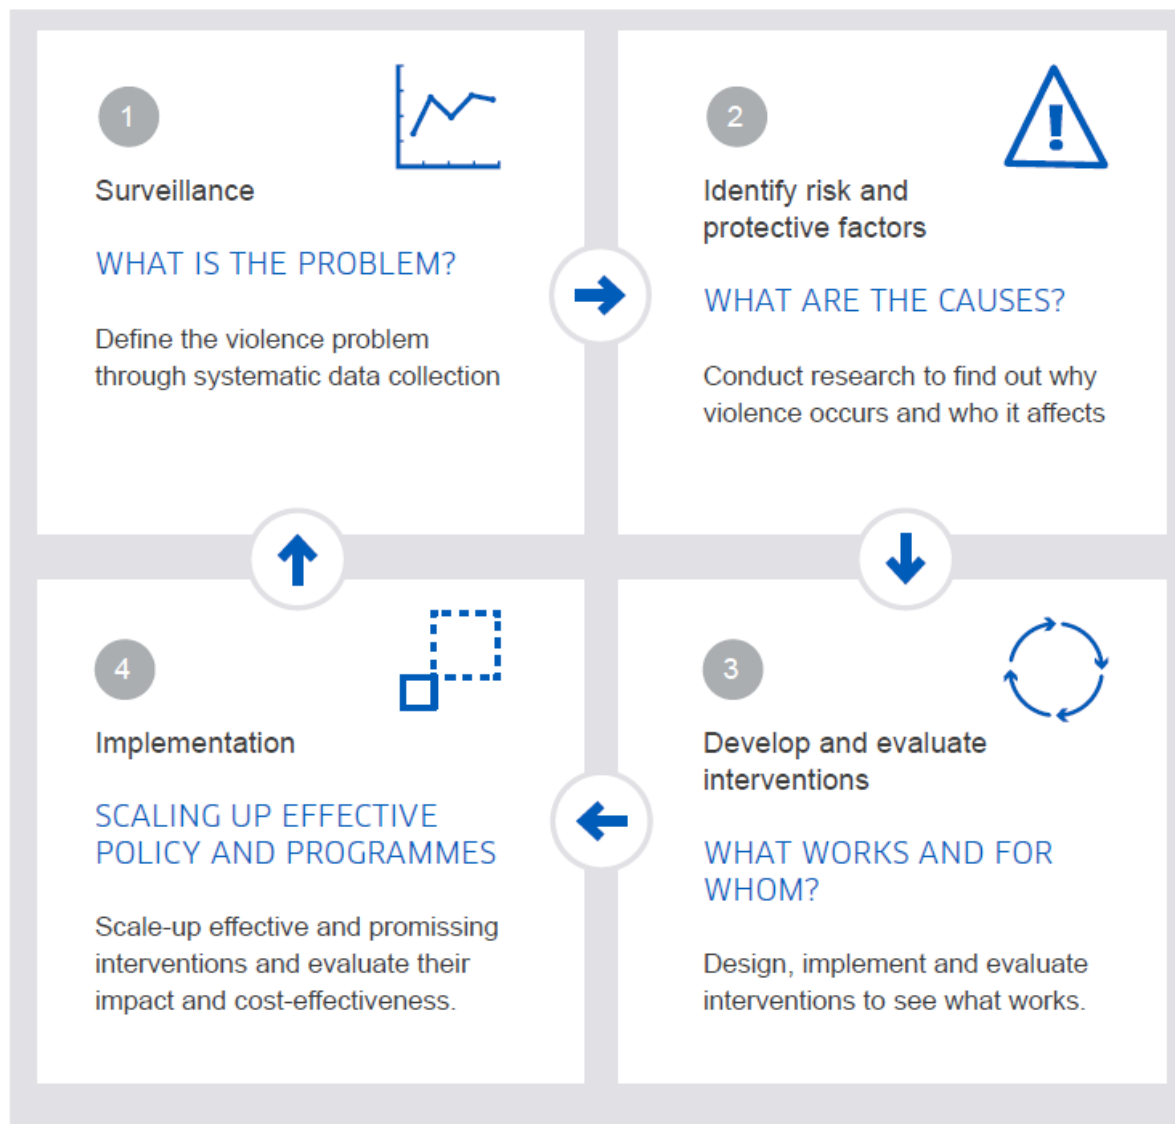 1
Surveillance
WHAT IS THE PROBLEM?
Define the violence problem
through systematic data collection
2
Identify risk and
protective factors
WHAT ARE THE CAUSES?
Conduct research to find out why
violence occurs and who it affects
3
Develop and evaluate
interventions
WHAT WORKS AND FOR
WHOM?
Design, implement and evaluate
interventions to see what works.
4
Implementation
SCALING UP EFFECTIVE
POLICY AND PROGRAMMES
Scale-up effective and promissing
interventions and evaluate their
impact and cost-effectiveness.